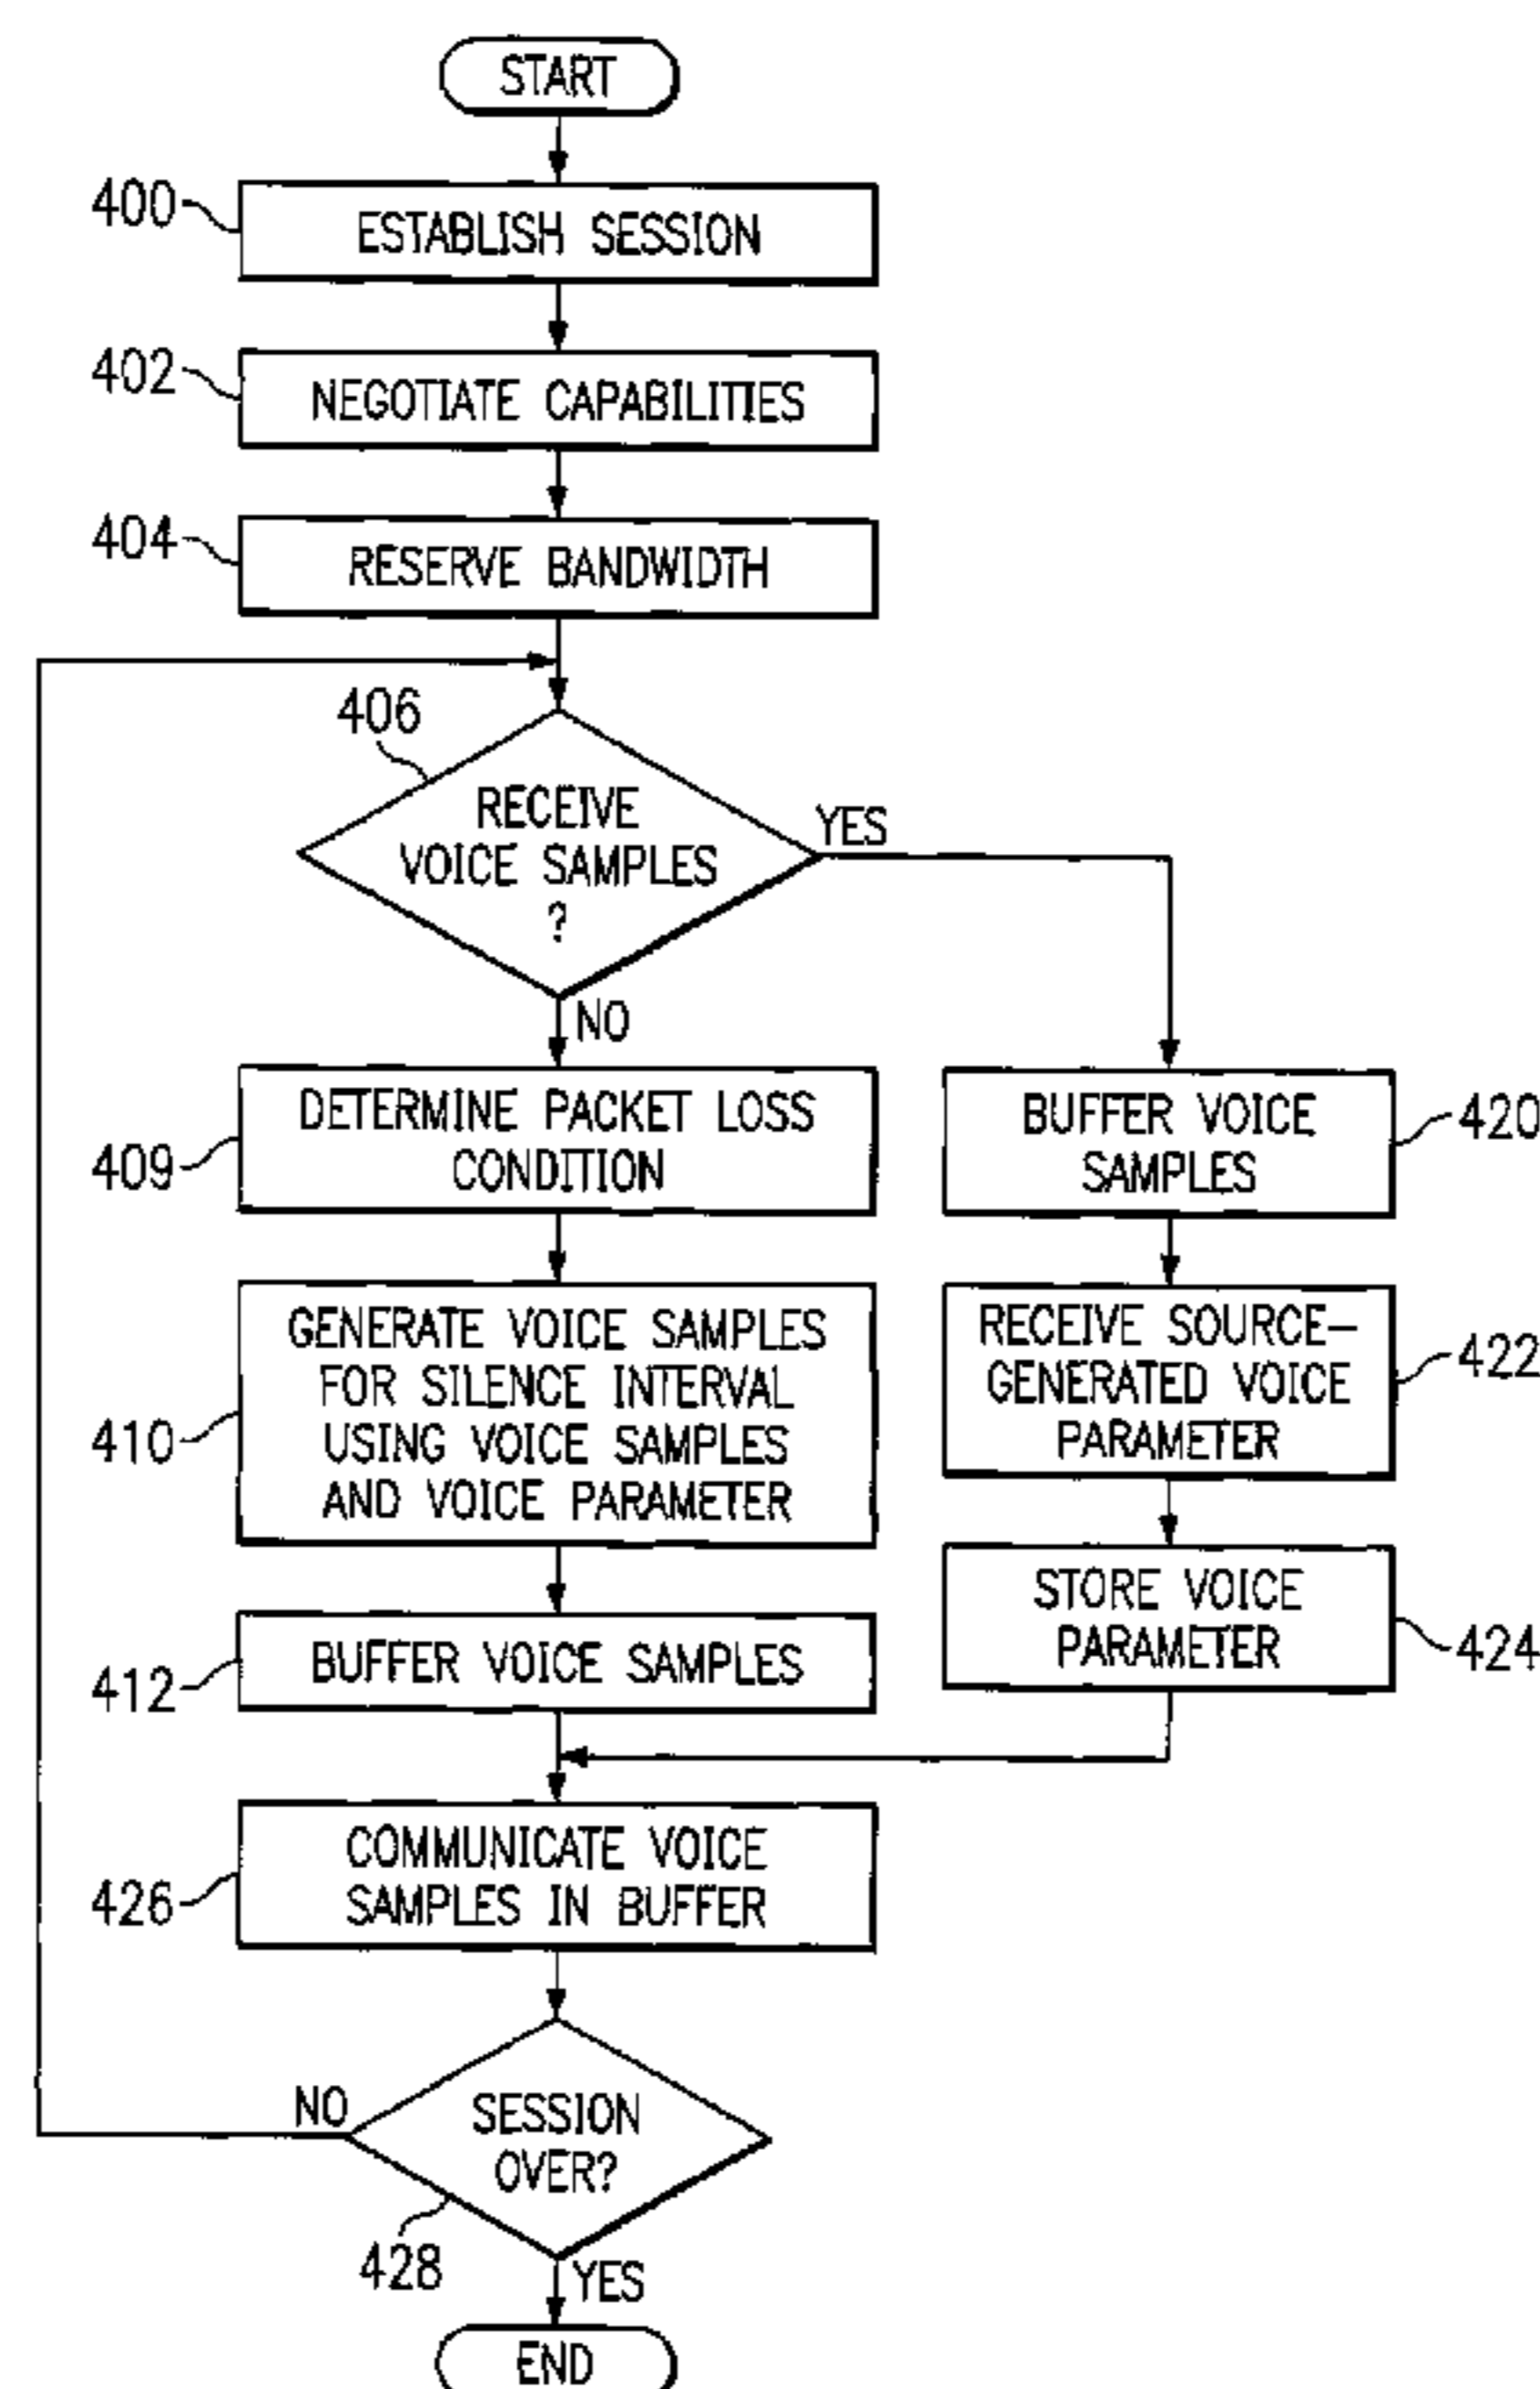 START
400
ESTABLISH SESSION
402
NEGOTIATE CAPABILITIES
404
RESERVE BANDWIDTH
406
RECEIVE
VOICE SAMPLES
?
YES
NO
409
DETERMINE PACKET LOSS
CONDITION
BUFFER VOICE
SAMPLES
420
410
GENERATE VOICE SAMPLES
FOR SILENCE INTERVAL
USING VOICE SAMPLES
AND VOICE PARAMETER
RECEIVE SOURCE-
GENERATED VOICE
PARAMETER
422
412
BUFFER VOICE SAMPLES
STORE VOICE
PARAMETER
424
426
COMMUNICATE VOICE
SAMPLES IN BUFFER
NO
SESSION
OVER?
428
YES
END